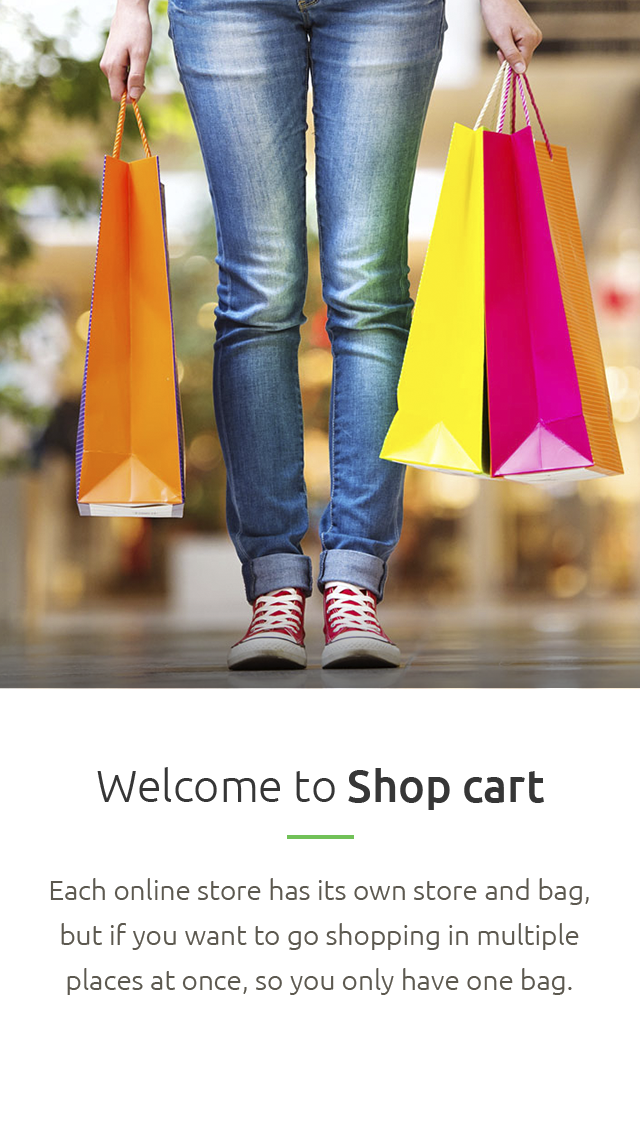 Welcome to Shop cart
Each online store has its own store and bag,
but if you want to go shopping in multiple
places at once, so you only have one bag.